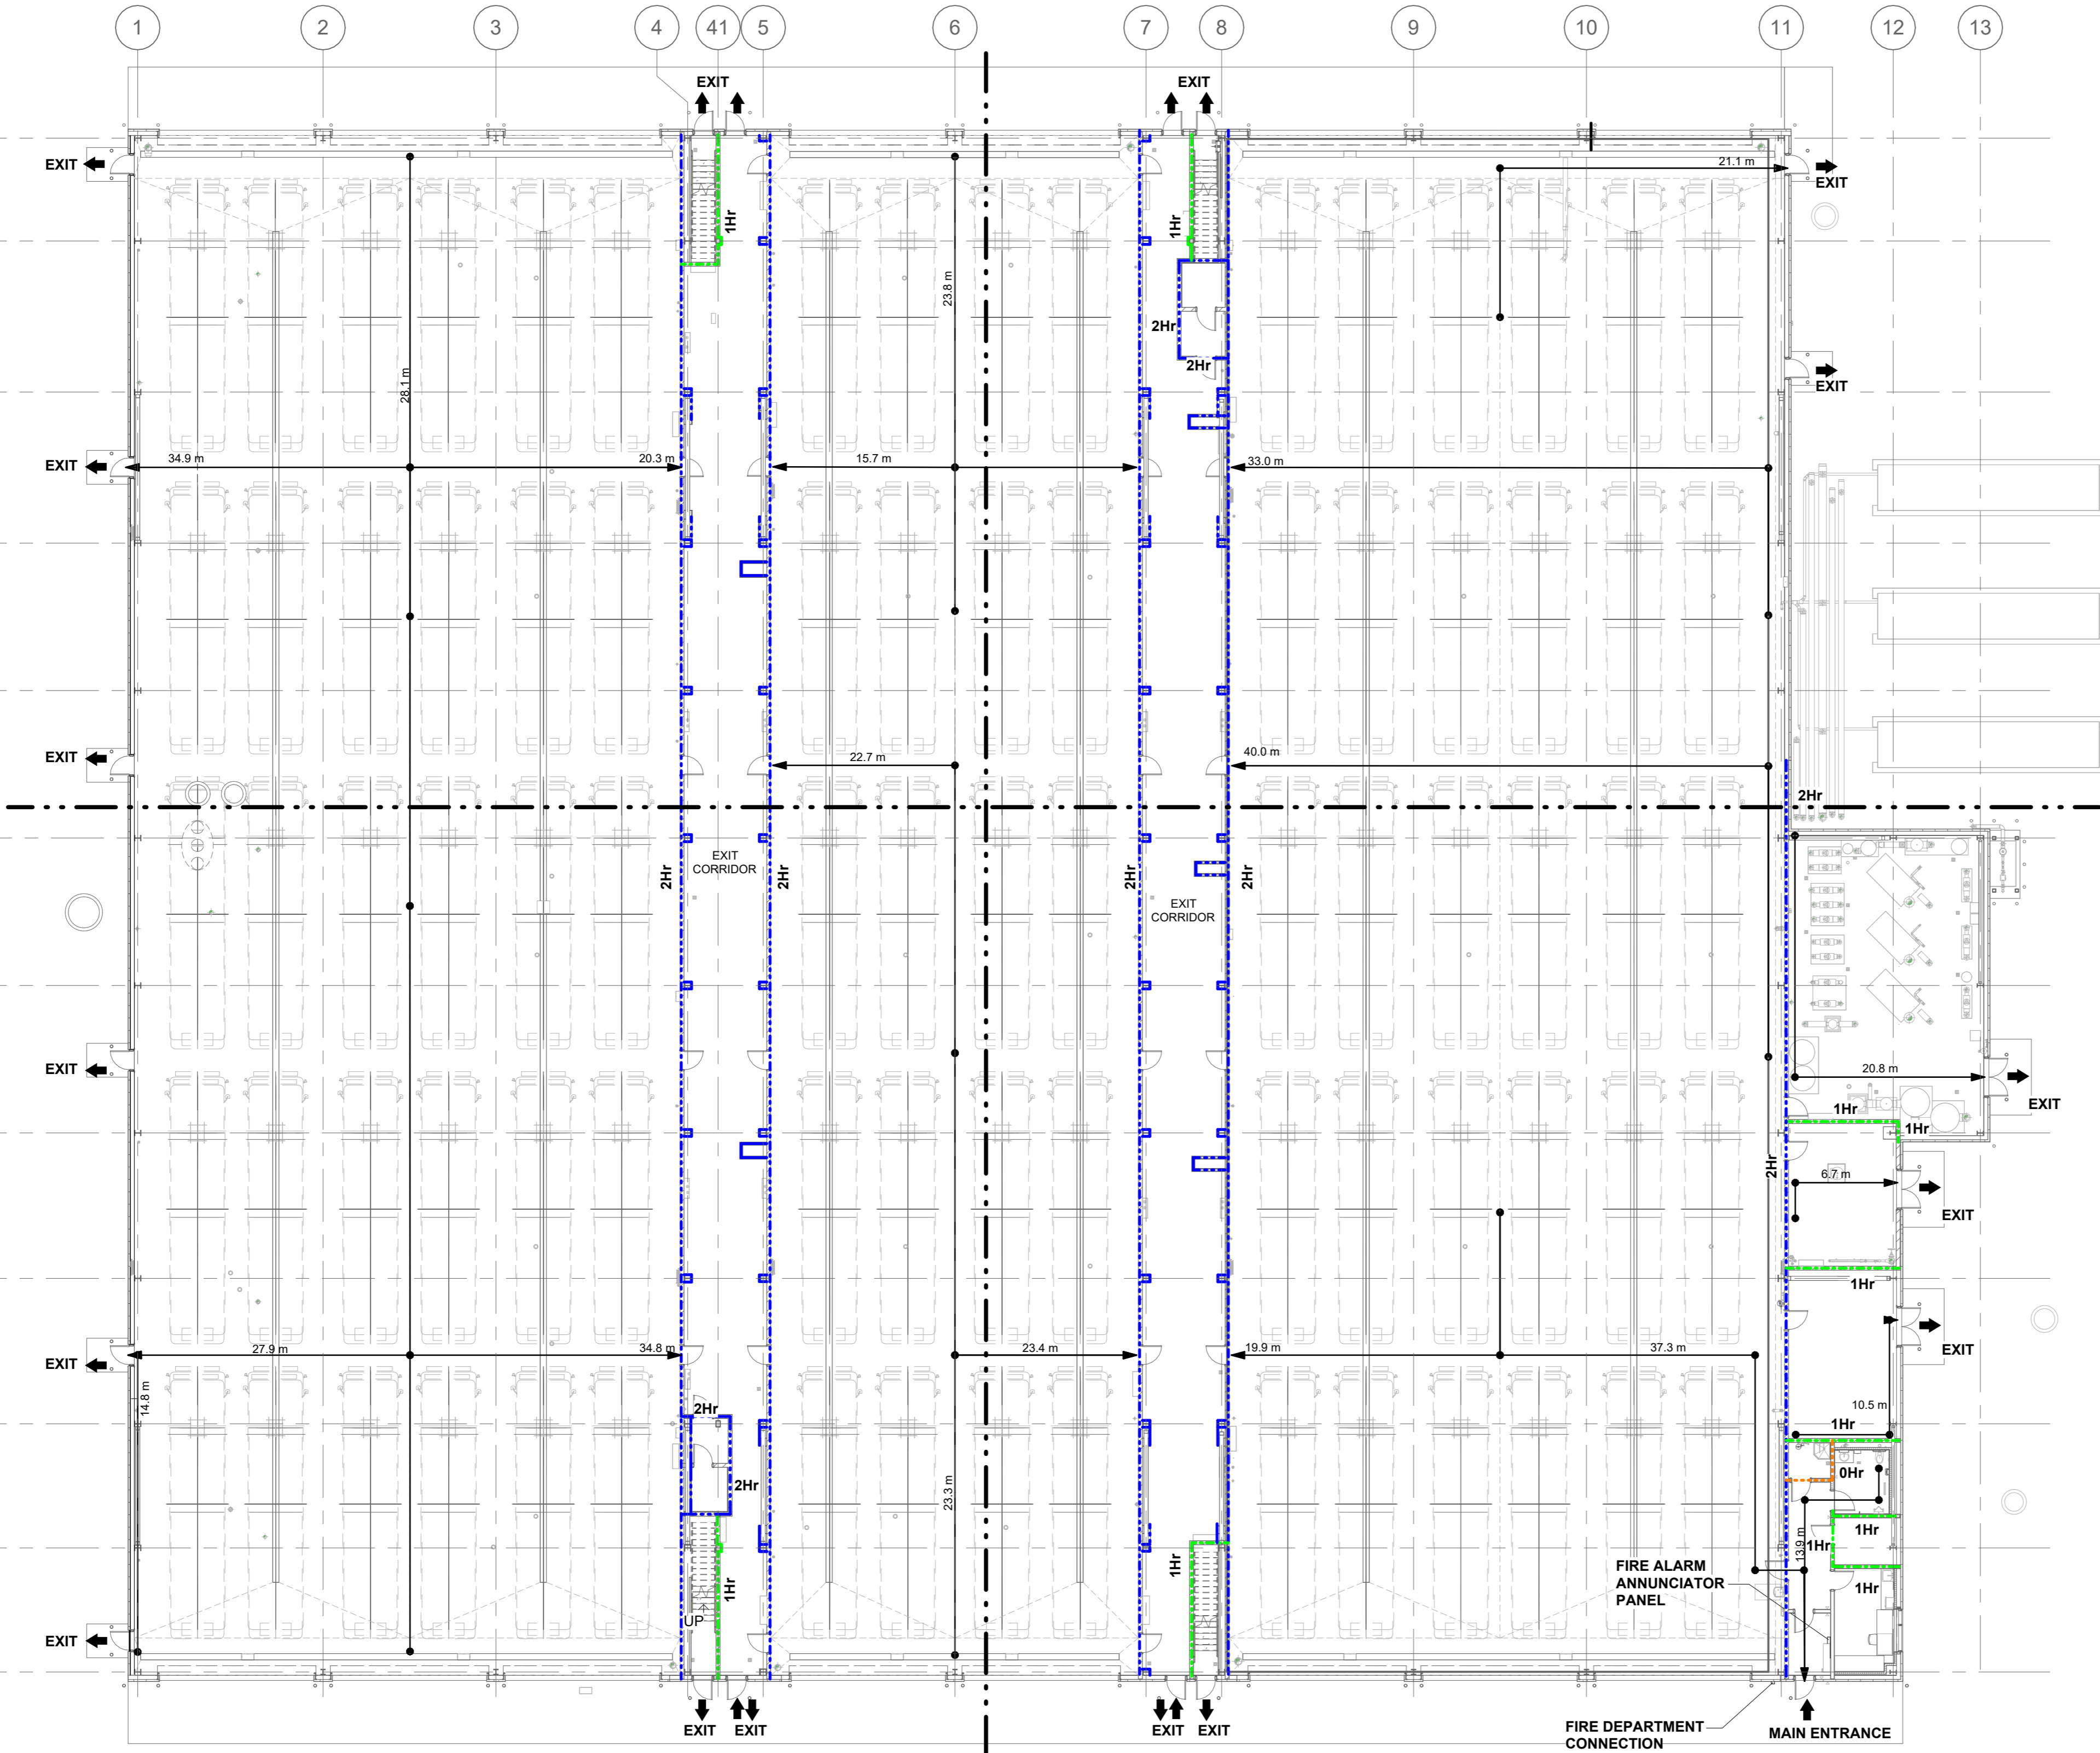 1 2 3 4 41 5 6 7 8 9 10 11 12 13
EXIT EXIT
EXIT
21.1 m
EXIT
1Hr
1Hr
23.8 m
2Hr
2Hr
28.1 m
EXIT
EXIT
34.9 m
20.3 m
15.7 m
33.0 m
EXIT
22.7 m
40.0 m
2Hr
2Hr
EXIT
CORRIDOR
2Hr
2Hr
EXIT
CORRIDOR
2Hr
EXIT
20.8 m
EXIT
1Hr
1Hr
2Hr
6.7 m
EXIT
1Hr
EXIT
27.9 m
34.8 m
23.4 m
19.9 m
37.3 m
EXIT
14.8 m
10.5 m
2Hr
1Hr
2Hr
23.3 m
0Hr
1Hr
1Hr
13.9 m
1Hr
1Hr
1Hr
FIRE ALARM
ANNUNCIATOR
PANEL
UP
EXIT
EXIT EXIT
EXIT EXIT
FIRE DEPARTMENT
CONNECTION
MAIN ENTRANCE